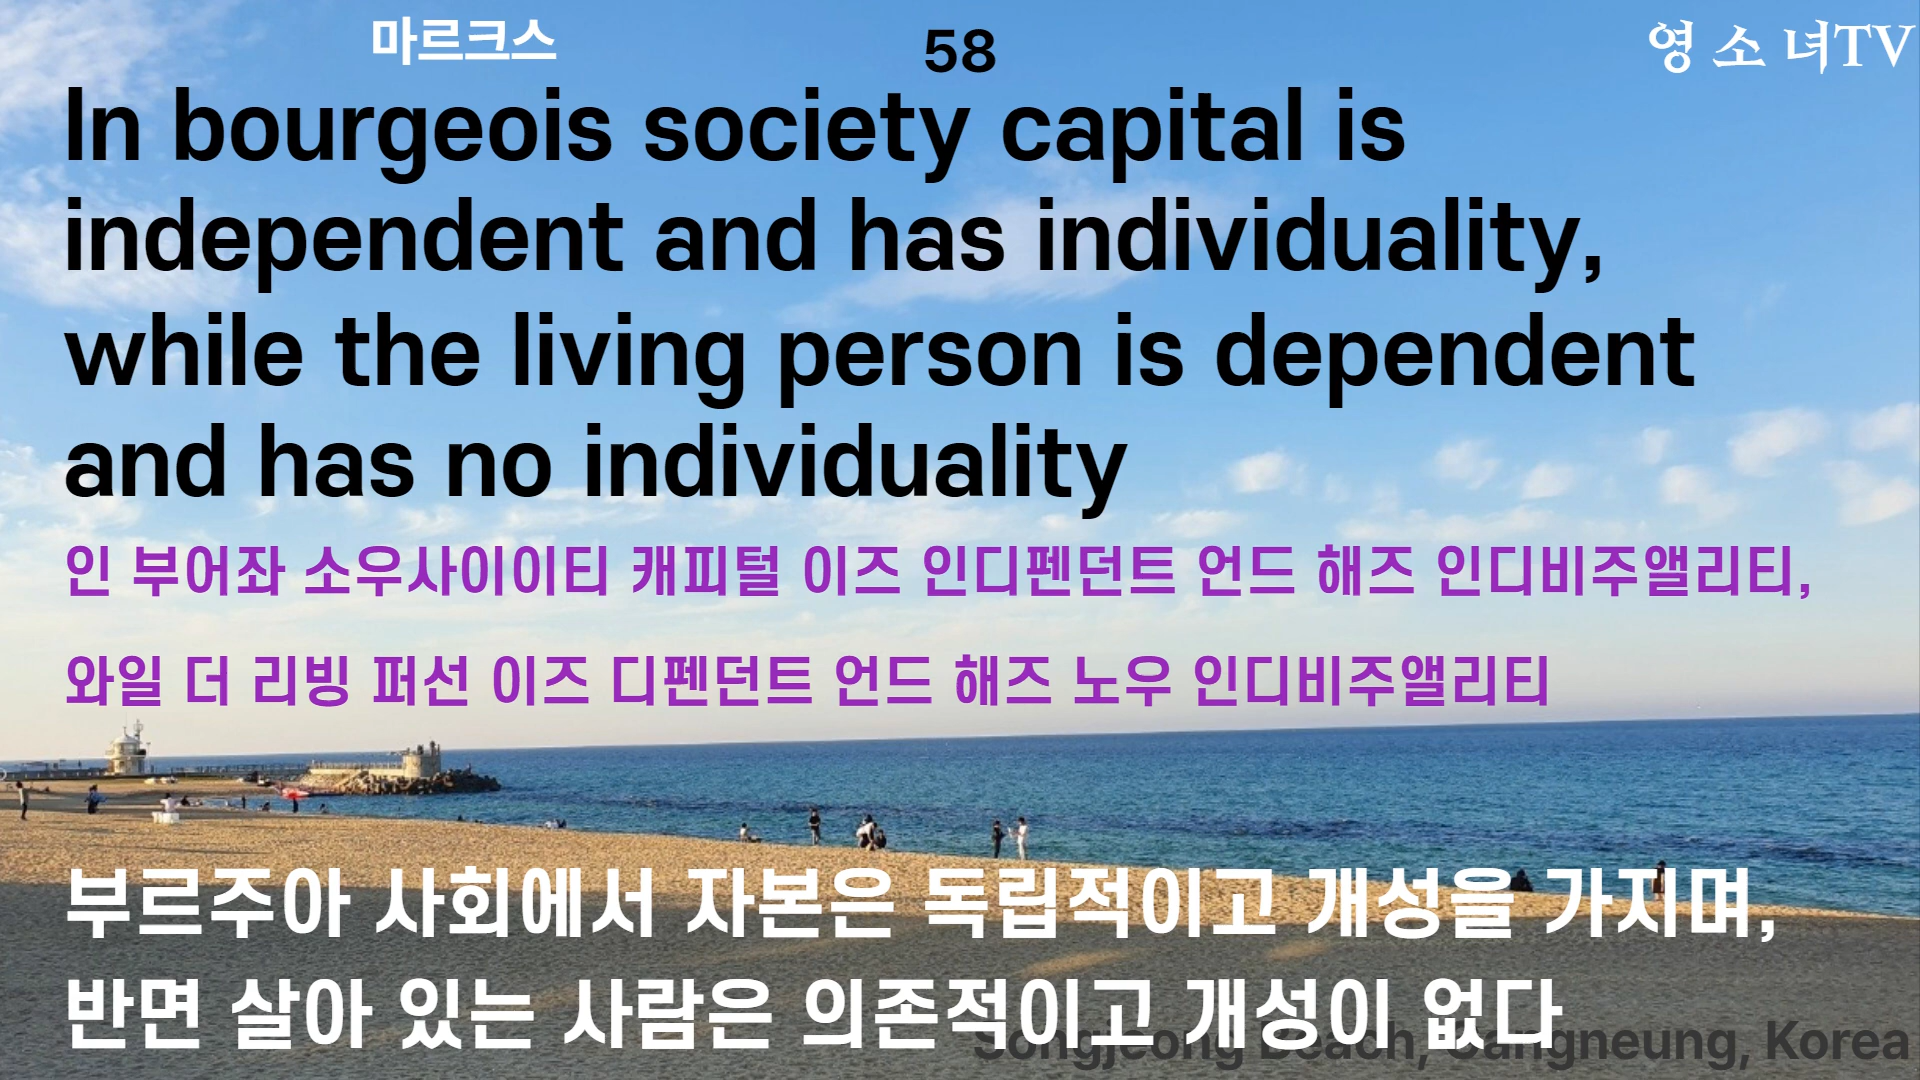 마르크스
58
영 소 녀TV
In bourgeois society capital is
independent and has individuality,
while the living person is dependent
and has no individuality
인 부어좌 소우사이이티 캐피털 이즈 인디펜던트 언드 해즈 인디비주앨리티,
와일 더 리빙 퍼선 이즈 디펜던트 언드 해즈 노우 인디비주앨리티
부르주아 사회에서 자본은 독립적이고 개성을 가지며,
반면 살아 있는 사람은 의존적이고 개성이 없다
Songjeong Beach, Gangneung, Korea